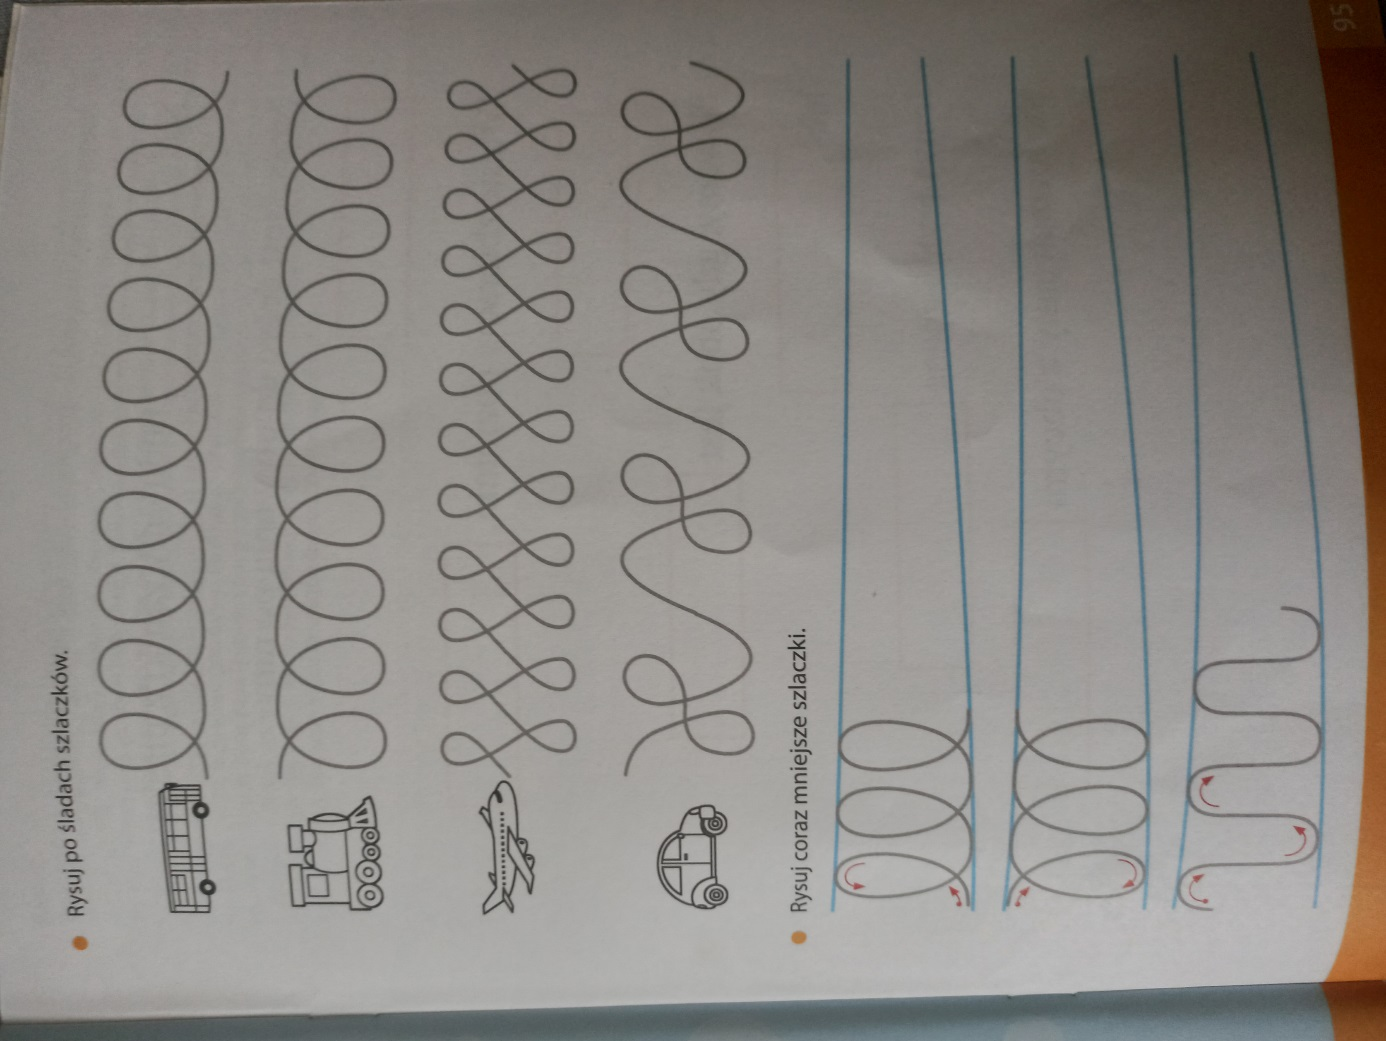 Rysuj po śladach szlaczków.
Rysuj coraz mniejsze szlaczki.
95